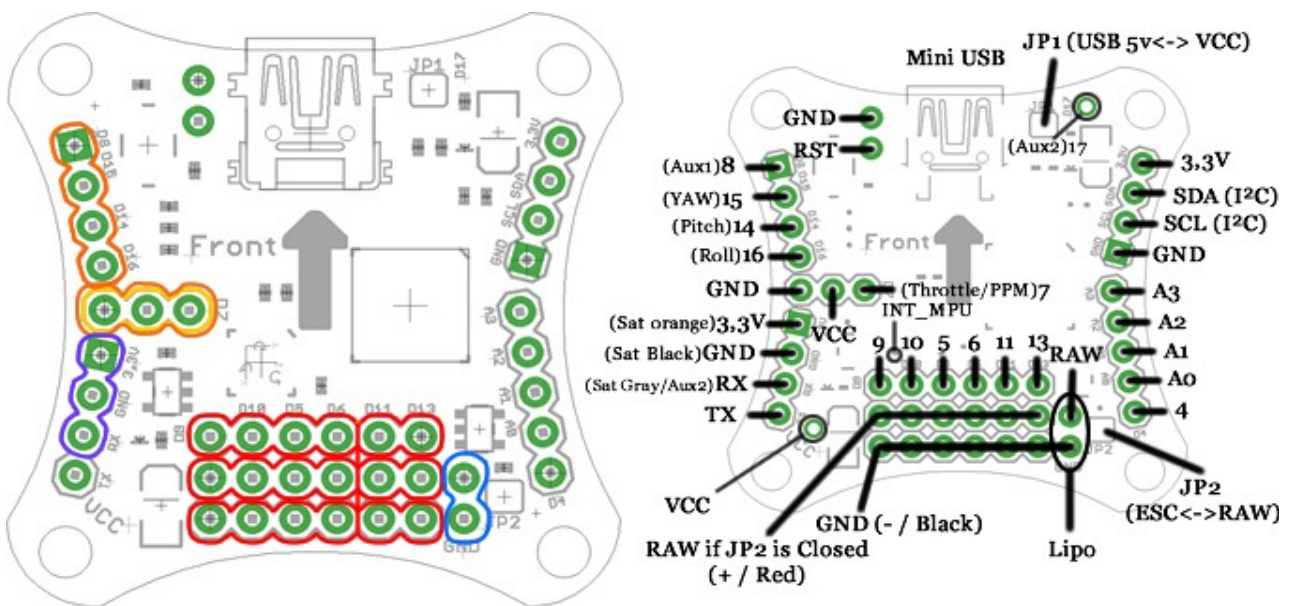 JP1
D17
D8 D15
D14
D16
Front
3.3V
SCL SDA
GND
D7
3.3V
GND
RX
TX
A3
A2
A1
A0
D4
D9
D10 D5 D6 D11 D13
VCC
JP2
GND
Mini USB
JP1 (USB 5v<-> VCC)
GND
RST
(Aux2)17
(Aux1)8
(YAW)15
(Pitch)14
(Roll)16
GND
VCC
(Throttle/PPM)7
INT_MPU
(Sat orange)3,3V
(Sat Black)GND
(Sat Gray/Aux2)RX
TX
9 10 5 6 11 13
RAW
3,3V
SDA (I²C)
SCL (I²C)
GND
A3
A2
A1
A0
4
Front
VCC
JP2
(ESC<->RAW)
GND (- / Black)
RAW if JP2 is Closed
(+ / Red)
Lipo